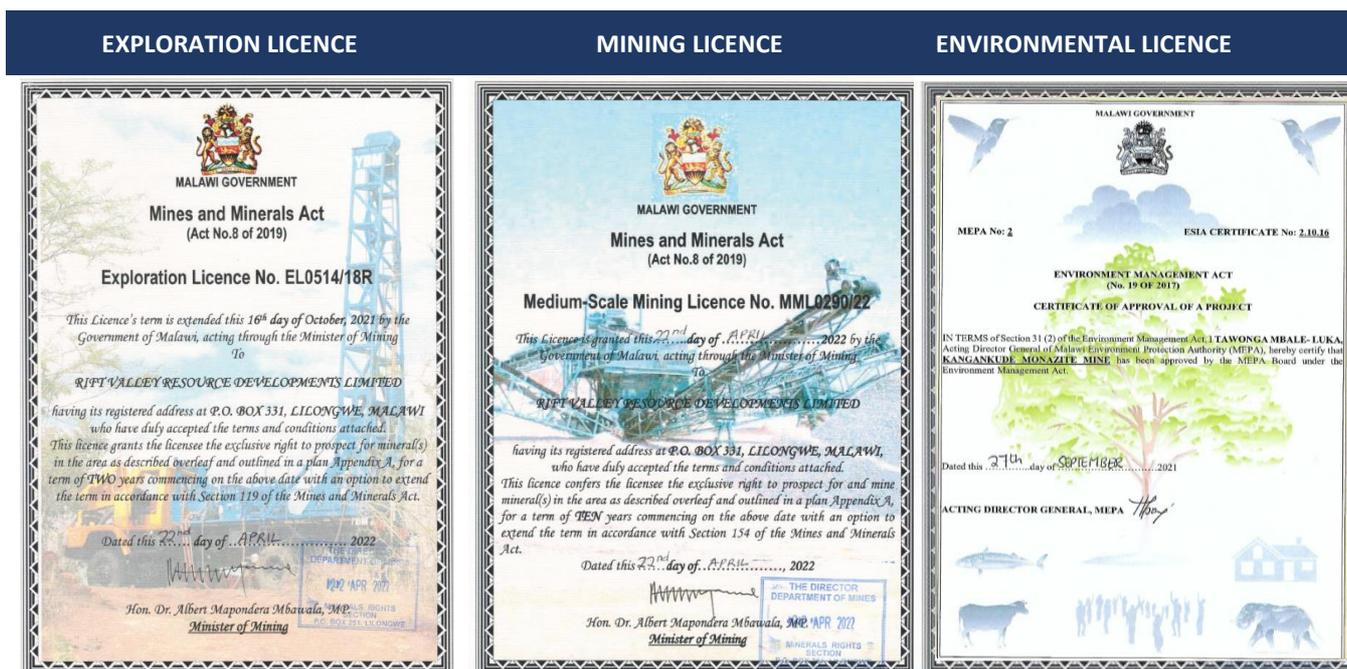 EXPLORATION LICENCE
MINING LICENCE
ENVIRONMENTAL LICENCE
MALAWI GOVERNMENT
Mines and Minerals Act
(Act No.8 of 2019)
Exploration Licence No. EL0514/18R
This Licence's term is extended this 16th day of October, 2021 by the
Government of Malawi, acting through the Minister of Mining
To
RIFT VALLEY RESOURCE DEVELOPMENTS LIMITED
having its registered address at P.O. BOX 331, LILONGWE, MALAWI
who have duly accepted the terms and conditions attached.
This licence grants the licensee the exclusive right to prospect for mineral(s)
in the area as described overleaf and outlined in a plan Appendix A, for a
term of TWO years commencing on the above date with an option to extend
the term in accordance with Section 119 of the Mines and Minerals Act.
Dated this 22nd day of APRIL 2022
THE DIRECTOR
DEPARTMENT OF MINES
APR 2022
MINERALS RIGHTS
SECTION
P.O. BOX 251, LILONGWE
Hon. Dr. Albert Mapondera Mbawala, MP.
Minister of Mining
YBM
MALAWI GOVERNMENT
Mines and Minerals Act
(Act No.8 of 2019)
Medium-Scale Mining Licence No. MML0290/22
This Licence is granted this 22nd day of APRIL 2022 by the
Government of Malawi, acting through the Minister of Mining
To
RIFT VALLEY RESOURCE DEVELOPMENTS LIMITED
having its registered address at P.O. BOX 331, LILONGWE, MALAWI,
who have duly accepted the terms and conditions attached.
This licence confers the licensee the exclusive right to prospect for and mine
mineral(s) in the area as described overleaf and outlined in a plan Appendix A,
for a term of TEN years commencing on the above date with an option to
extend the term in accordance with Section 154 of the Mines and Minerals
Act.
Dated this 22nd day of APRIL, 2022
THE DIRECTOR
DEPARTMENT OF MINES
APR 2022
MINERALS RIGHTS
SECTION
Hon. Dr. Albert Mapondera Mbawala, MP.
Minister of Mining
MALAWI GOVERNMENT
MEPA No: 2
ESIA CERTIFICATE No: 2.10.16
ENVIRONMENT MANAGEMENT ACT
(No. 19 OF 2017)
CERTIFICATE OF APPROVAL OF A PROJECT
IN TERMS of Section 31 (2) of the Environment Management Act, I TAWONGA MBALE- LUKA,
Acting Director General of Malawi Environment Protection Authority (MEPA), hereby certify that
KANGANKUDE MONAZITE MINE has been approved by the MEPA Board under the
Environment Management Act.
Dated this 27th day of SEPTEMBER 2021
ACTING DIRECTOR GENERAL, MEPA